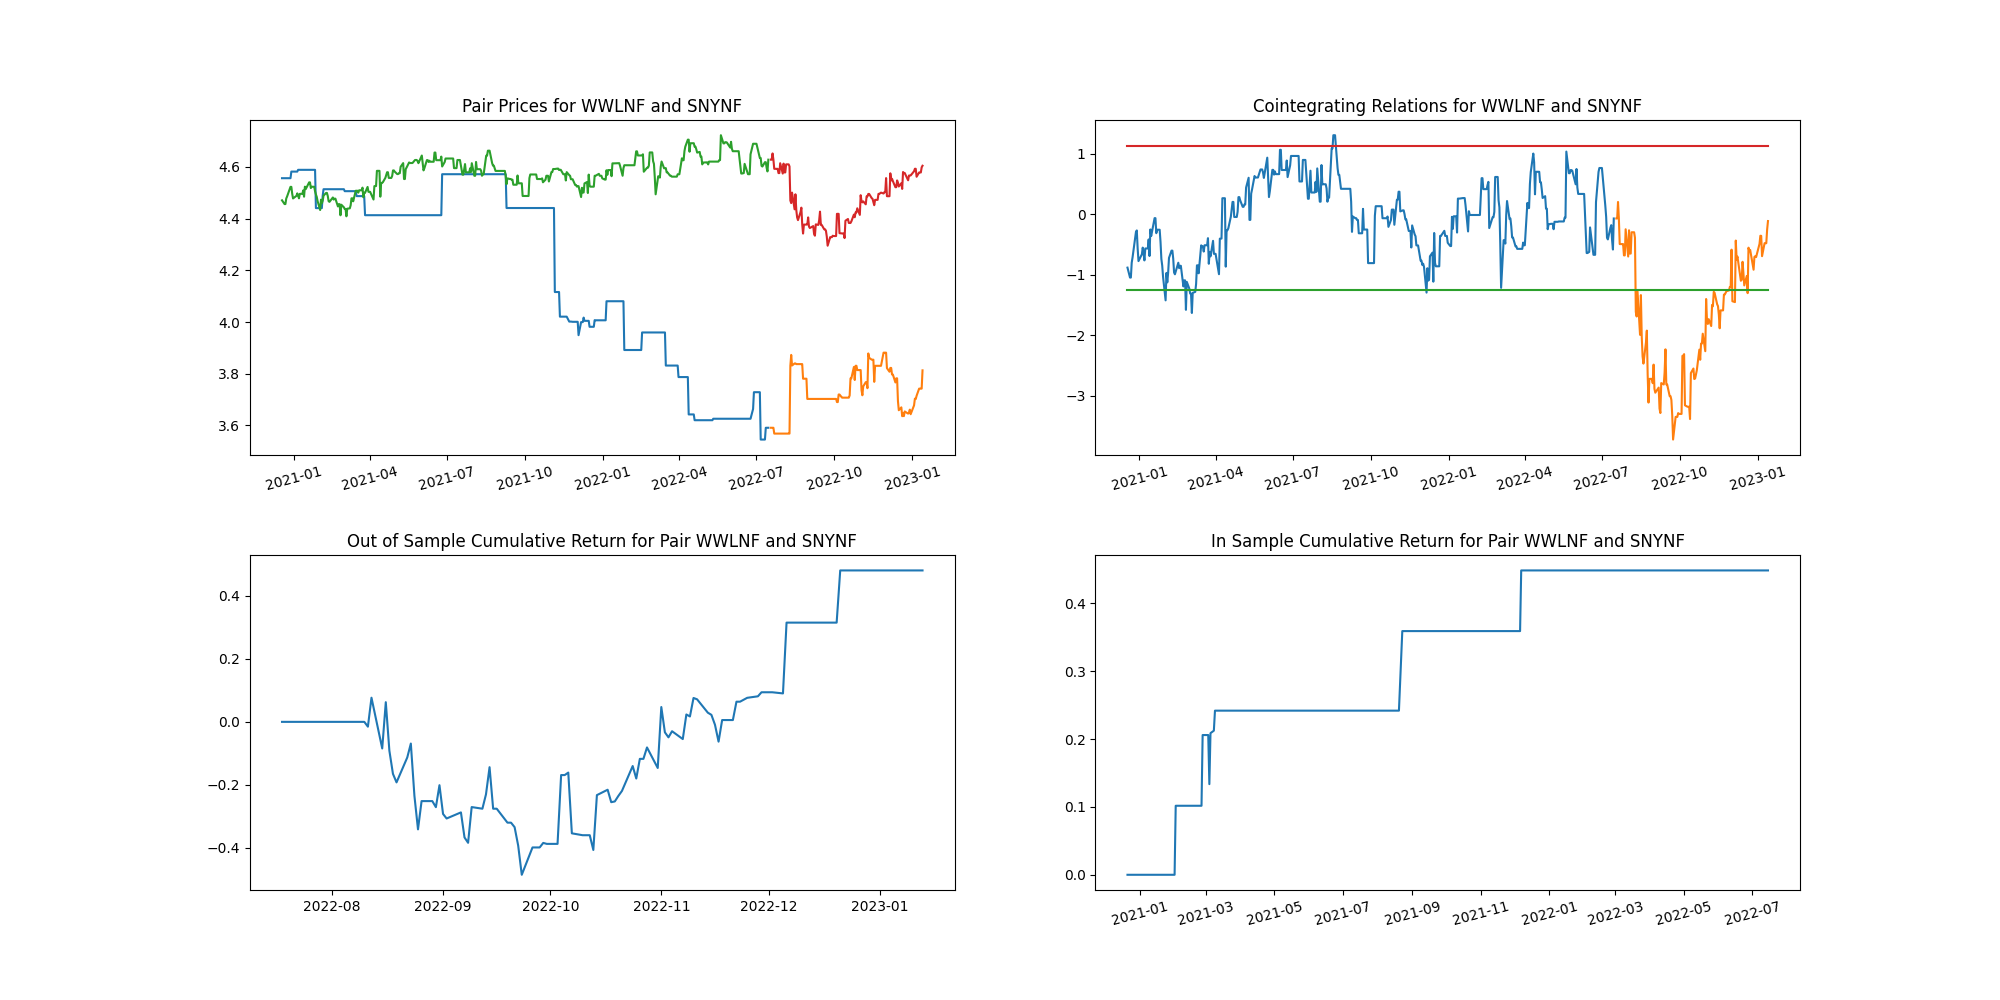 Pair Prices for WWLNF and SNYNF
4.6
4.4
4.2
4.0
3.8
3.6
2021-01 2021-04 2021-07 2021-10 2022-01 2022-04 2022-07 2022-10 2023-01
Cointegrating Relations for WWLNF and SNYNF
1
0
−1
−2
−3
2021-01 2021-04 2021-07 2021-10 2022-01 2022-04 2022-07 2022-10 2023-01
Out of Sample Cumulative Return for Pair WWLNF and SNYNF
0.4
0.2
0.0
−0.2
−0.4
2022-08 2022-09 2022-10 2022-11 2022-12 2023-01
In Sample Cumulative Return for Pair WWLNF and SNYNF
0.4
0.3
0.2
0.1
0.0
2021-01 2021-03 2021-05 2021-07 2021-09 2021-11 2022-01 2022-03 2022-05 2022-07